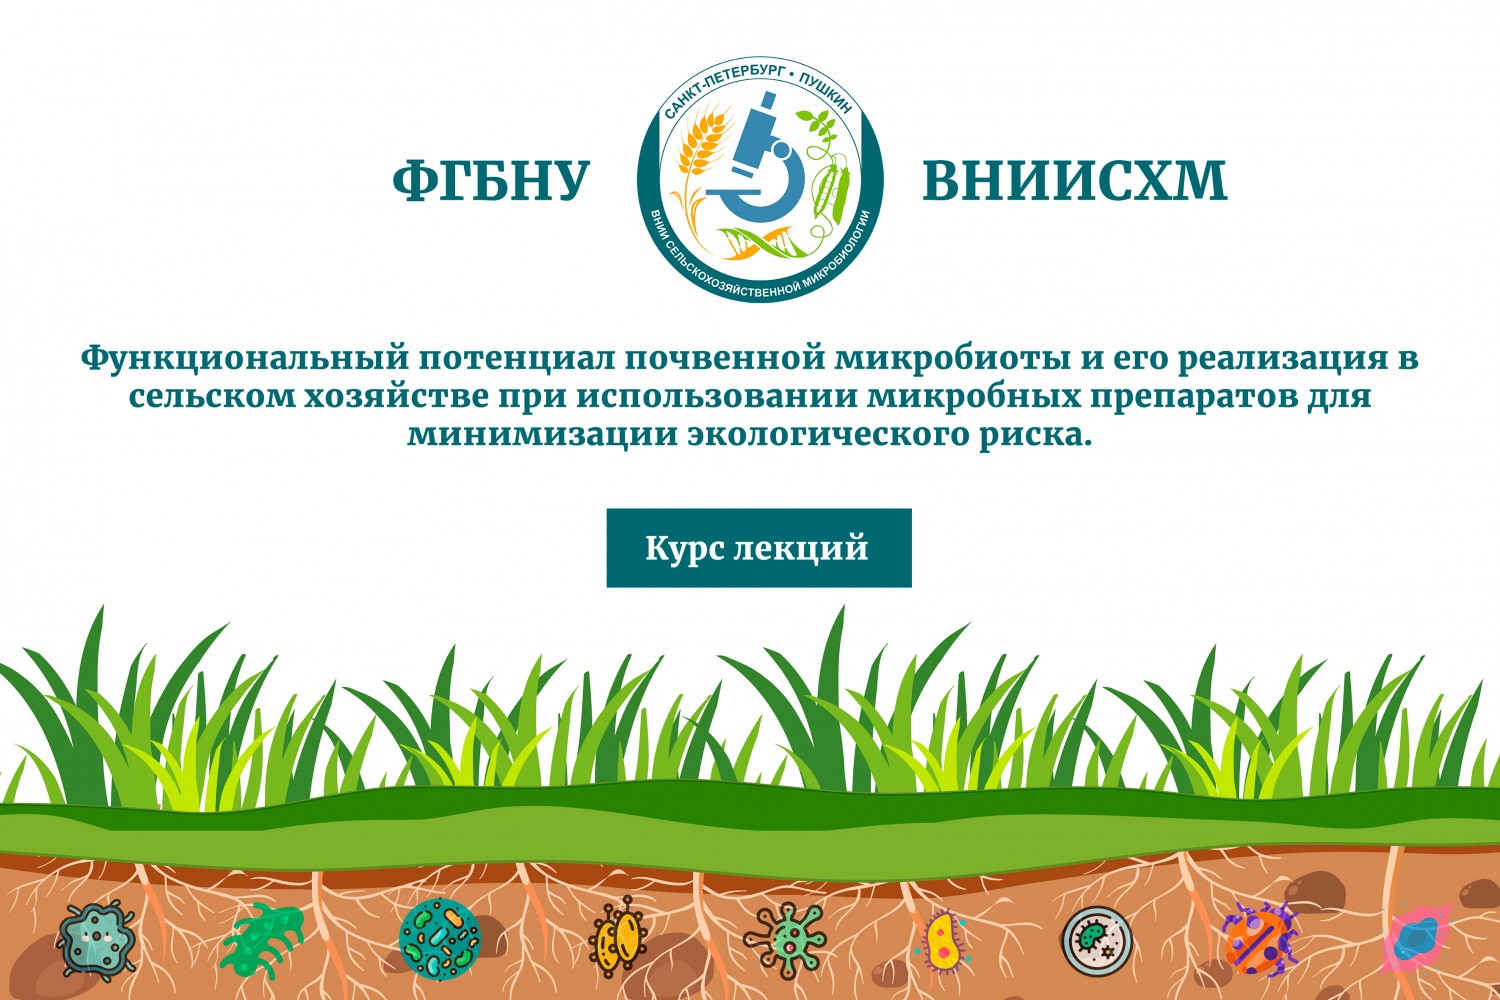 САНКТ-ПЕТЕРБУРГ • ПУШКИН
ФГБНУ
ВНИИСХМ
ВНИИ СЕЛЬСКОХОЗЯЙСТВЕННОЙ МИКРОБИОЛОГИИ
Функциональный потенциал почвенной микробиоты и его реализация в
сельском хозяйстве при использовании микробных препаратов для
минимизации экологического риска.
Курс лекций